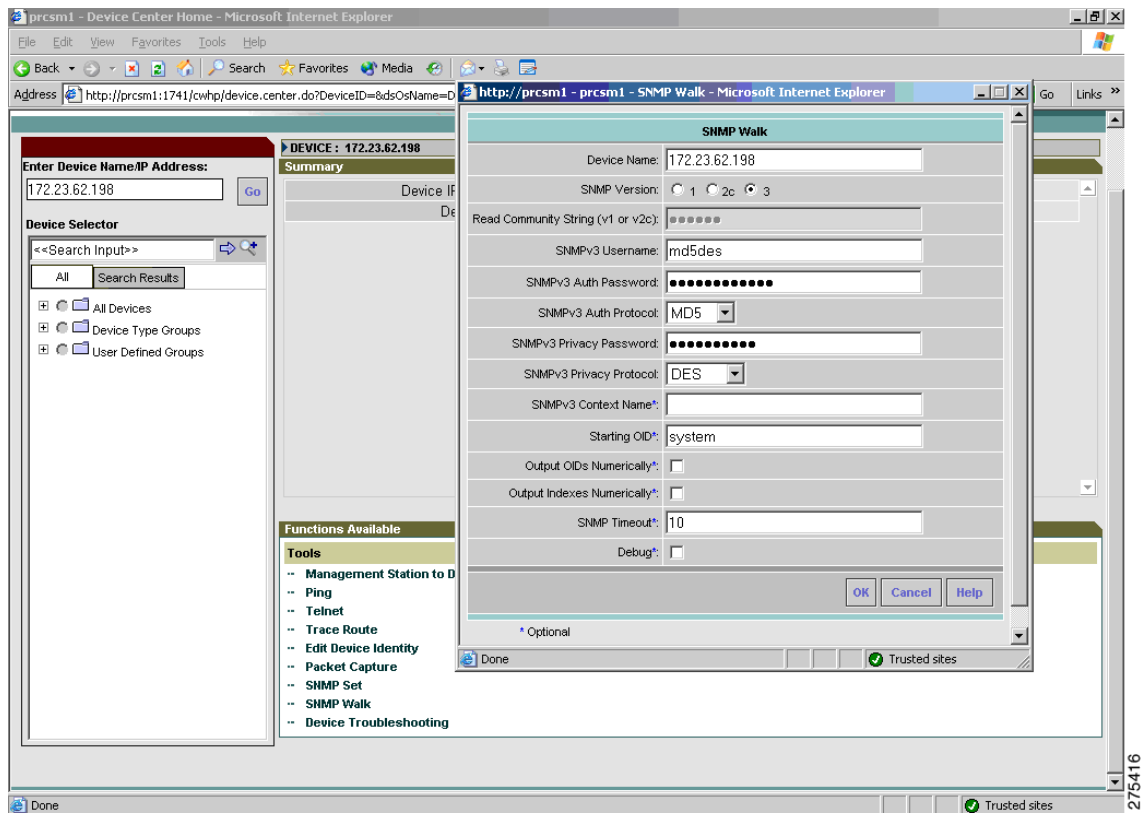 prcsm1 - Device Center Home - Microsoft Internet Explorer
File Edit View Favorites Tools Help
Back Search Favorites Media
Address http://prcsm1:1741/cwhp/device.center.do?DeviceID=&dsOsName=D Go Links »
Enter Device Name/IP Address:
172.23.62.198 Go
Device Selector
<<Search Input>>
All Search Results
All Devices
Device Type Groups
User Defined Groups
DEVICE : 172.23.62.198
Summary
Device IP
De
Functions Available
Tools
Management Station to D
Ping
Telnet
Trace Route
Edit Device Identity
Packet Capture
SNMP Set
SNMP Walk
Device Troubleshooting
http://prcsm1 - prcsm1 - SNMP Walk - Microsoft Internet Explorer
SNMP Walk
Device Name: 172.23.62.198
SNMP Version: 1 2c 3
Read Community String (v1 or v2c): ●●●●●●
SNMPv3 Username: md5des
SNMPv3 Auth Password: ●●●●●●●●●●●●
SNMPv3 Auth Protocol: MD5
SNMPv3 Privacy Password: ●●●●●●●●●●
SNMPv3 Privacy Protocol: DES
SNMPv3 Context Name*:
Starting OID*: system
Output OIDs Numerically*:
Output Indexes Numerically*:
SNMP Timeout*: 10
Debug*:
OK Cancel Help
* Optional
Done Trusted sites
Done Trusted sites
275416